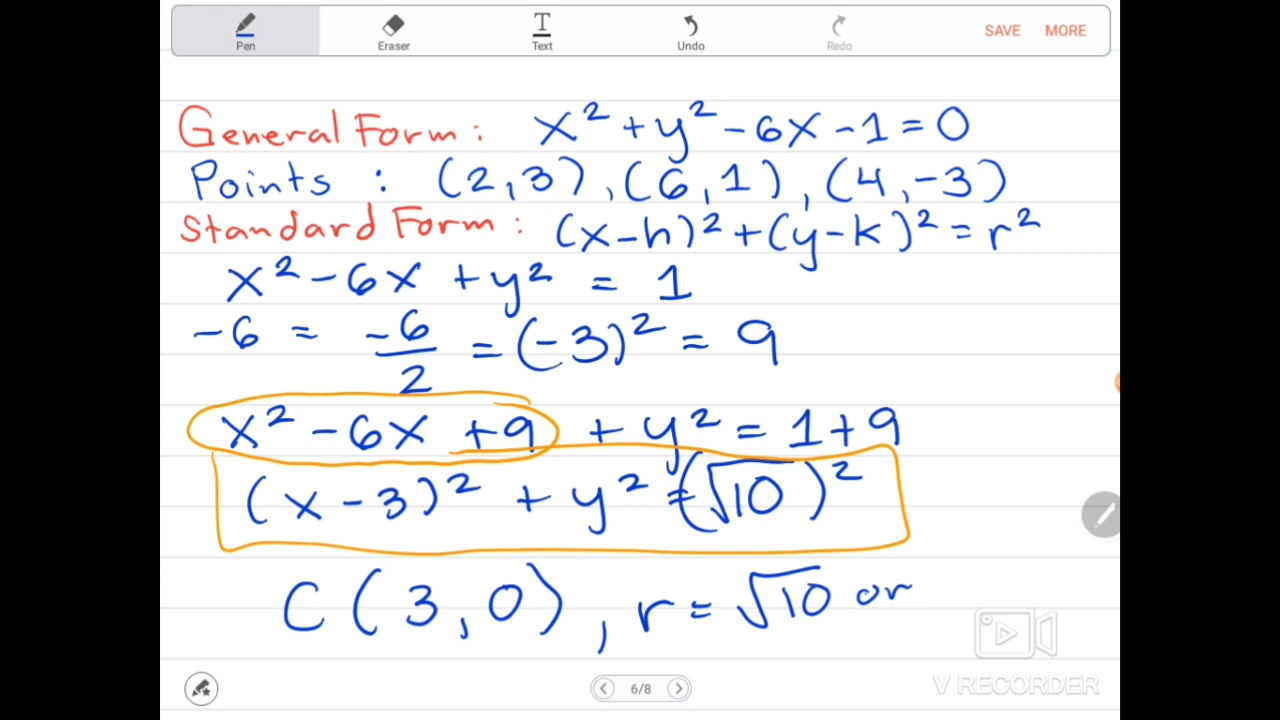 Pen Eraser Text Undo Redo SAVE MORE
General Form: x² + y² - 6x - 1 = 0
Points : (2,3), (6,1), (4,-3)
Standard Form: (x-h)² + (y-k)² = r²
x² - 6x + y² = 1
-6 = -6/2 = (-3)² = 9
x² - 6x + 9 + y² = 1+9
(x-3)² + y² = (√10)²
C(3,0), r = √10 or
V RECORDER
6/8